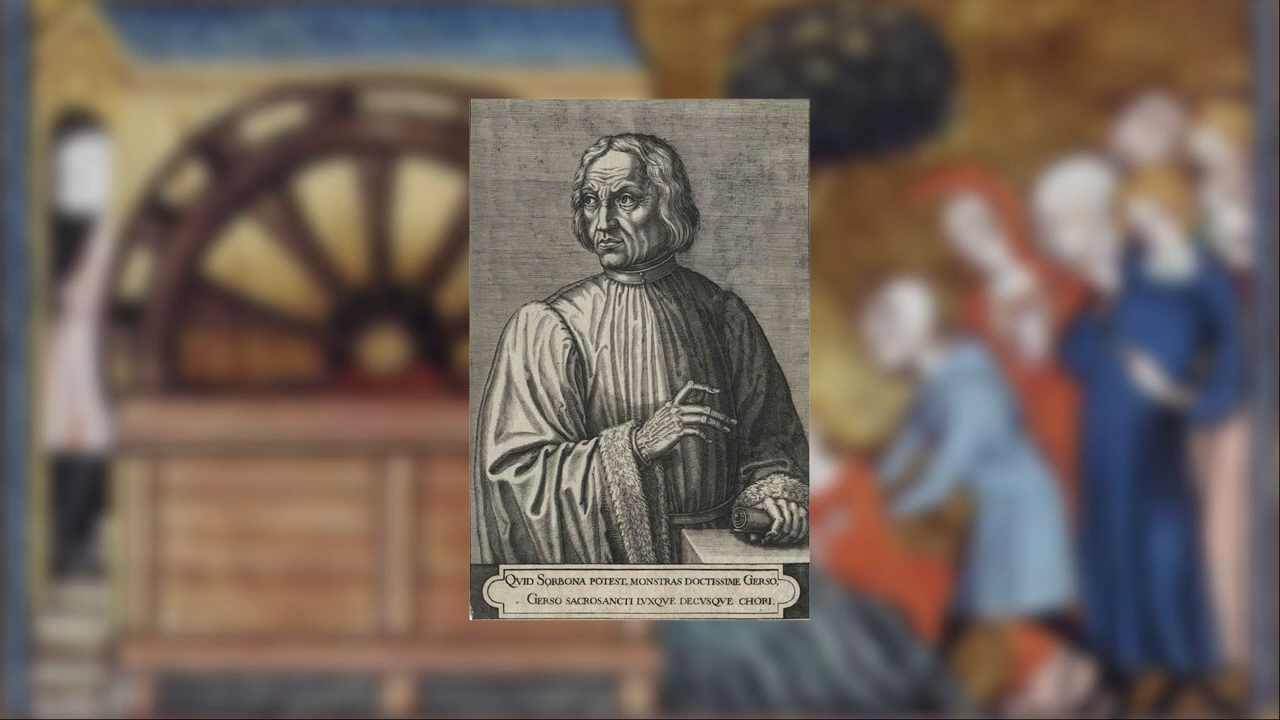 QVID SORBONA POTEST, MONSTRAS DOCTISSIME GERSO,
GERSO SACROSANCTI LVXQVE DECVSQVE CHORI.